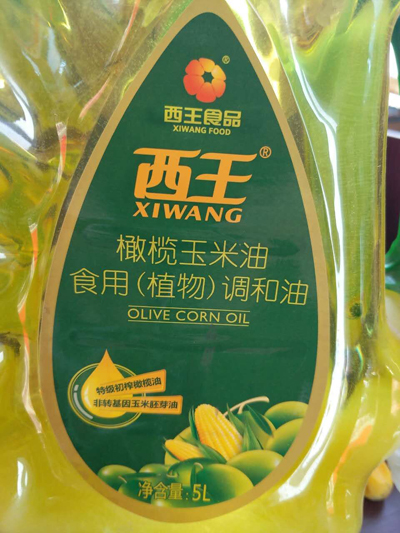 ®
西王食品
XIWANG FOOD
西王®
XIWANG
橄榄玉米油
食用(植物)调和油
OLIVE CORN OIL
特级初榨橄榄油
非转基因玉米胚芽油
净含量:5L